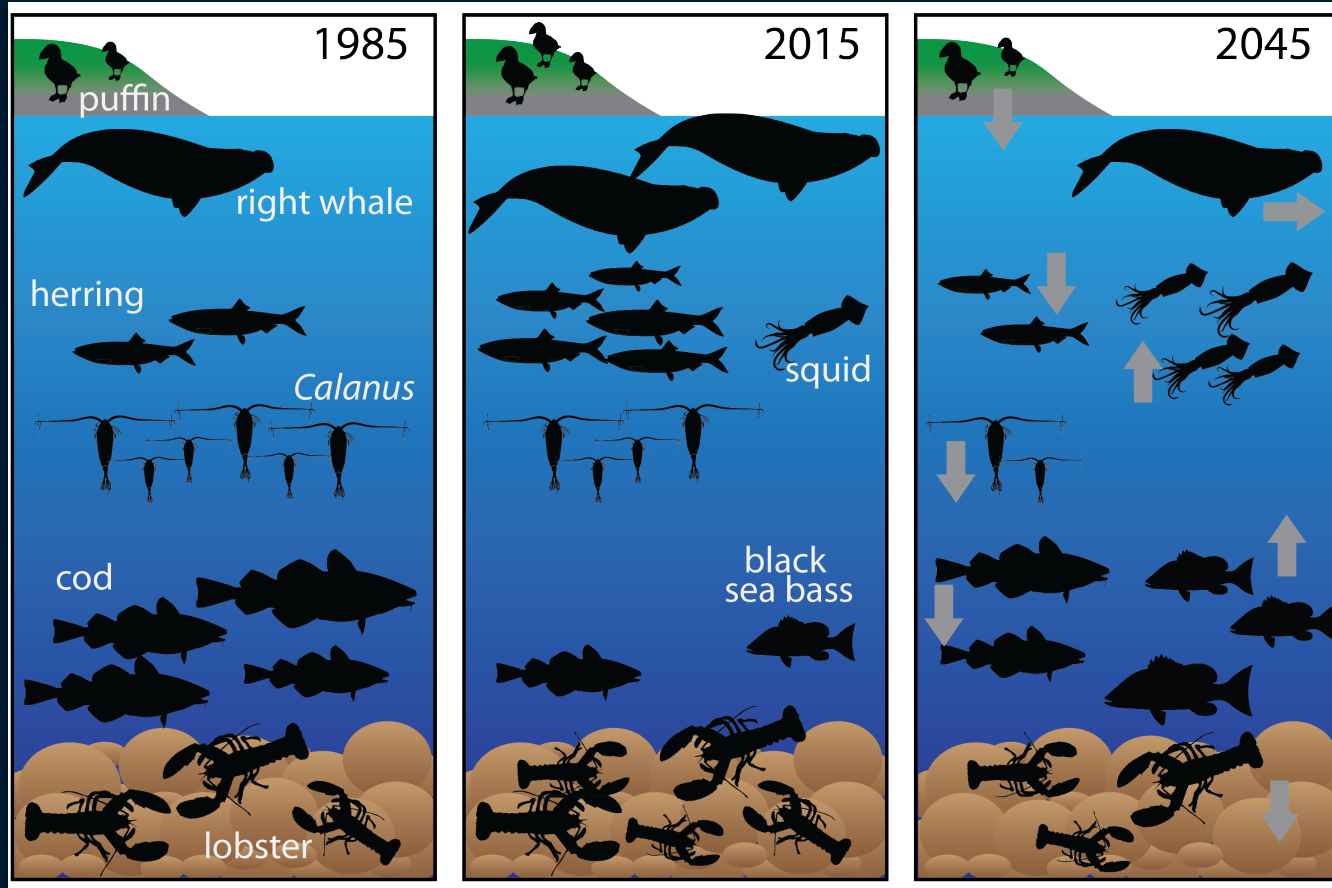 1985
puffin
right whale
herring
Calanus
cod
lobster
2015
squid
black
sea bass
2045